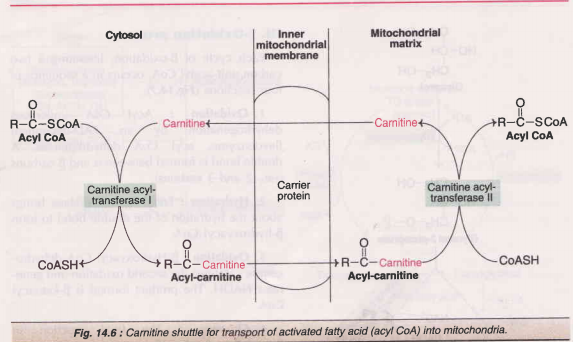 Cytosol
Inner
mitochondrial
membrane
Mitochondrial
matrix
O
R–C–SCoA
Acyl CoA
Carnitine
Carnitine
O
R–C–SCoA
Acyl CoA
Carnitine acyl-
transferase I
Carrier
protein
Carnitine acyl-
transferase II
CoASH
O
R–C–Carnitine
Acyl-carnitine
O
R–C–Carnitine
Acyl-carnitine
CoASH
Fig. 14.6 : Carnitine shuttle for transport of activated fatty acid (acyl CoA) into mitochondria.